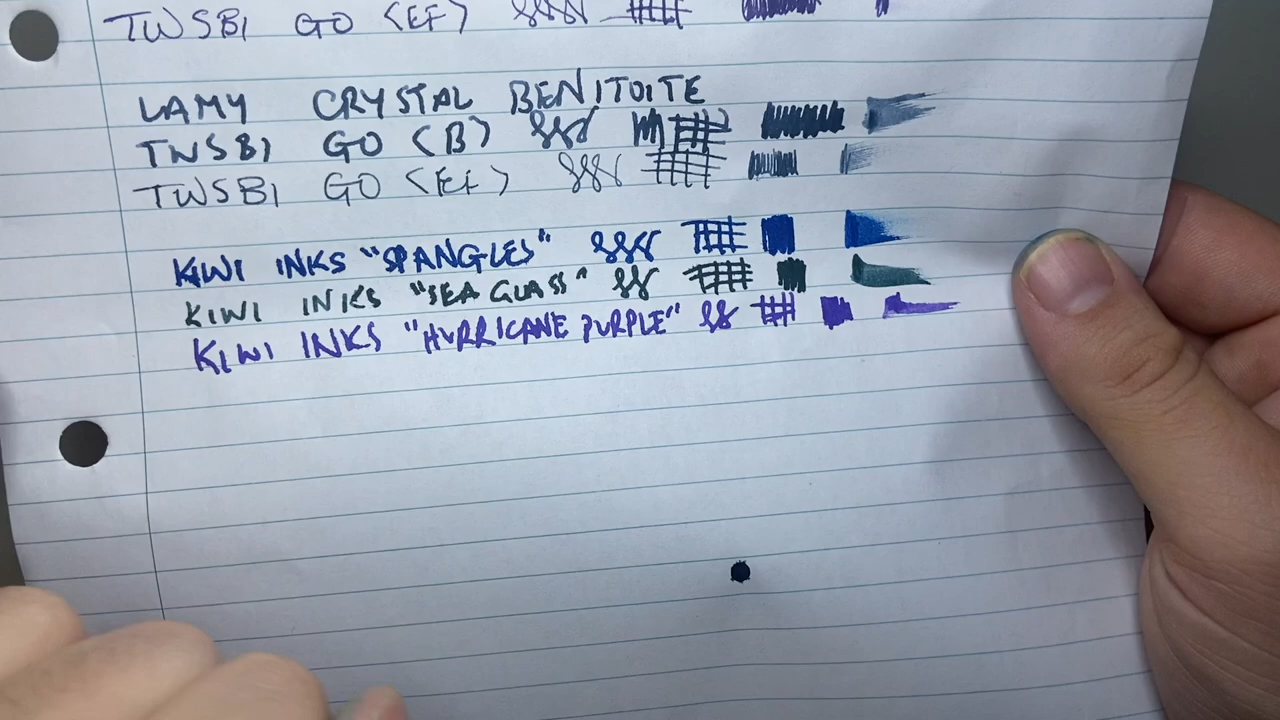 TWSBI GO <EF>
LAMY CRYSTAL BENITOITE
TWSBI GO <B>
TWSBI GO <EF>
KIWI INKS "SPANGLES"
KIWI INKS "SEA GLASS"
KIWI INKS "HURRICANE PURPLE"